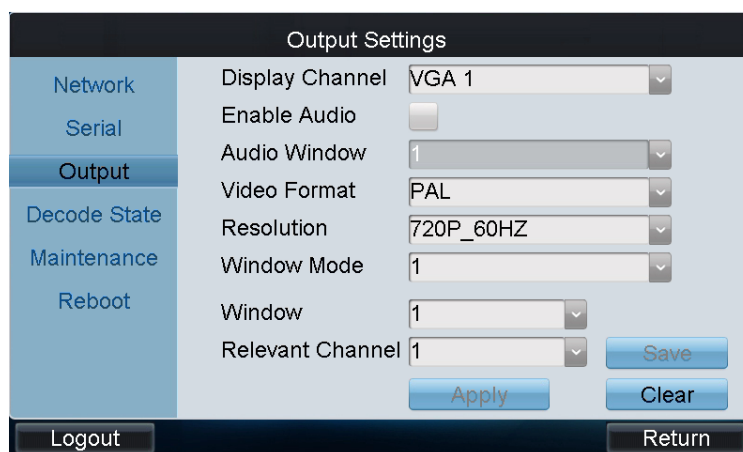 Output Settings
Network
Serial
Output
Decode State
Maintenance
Reboot
Display Channel VGA 1
Enable Audio
Audio Window 1
Video Format PAL
Resolution 720P_60HZ
Window Mode 1
Window 1
Relevant Channel 1 Save
Apply Clear
Logout Return